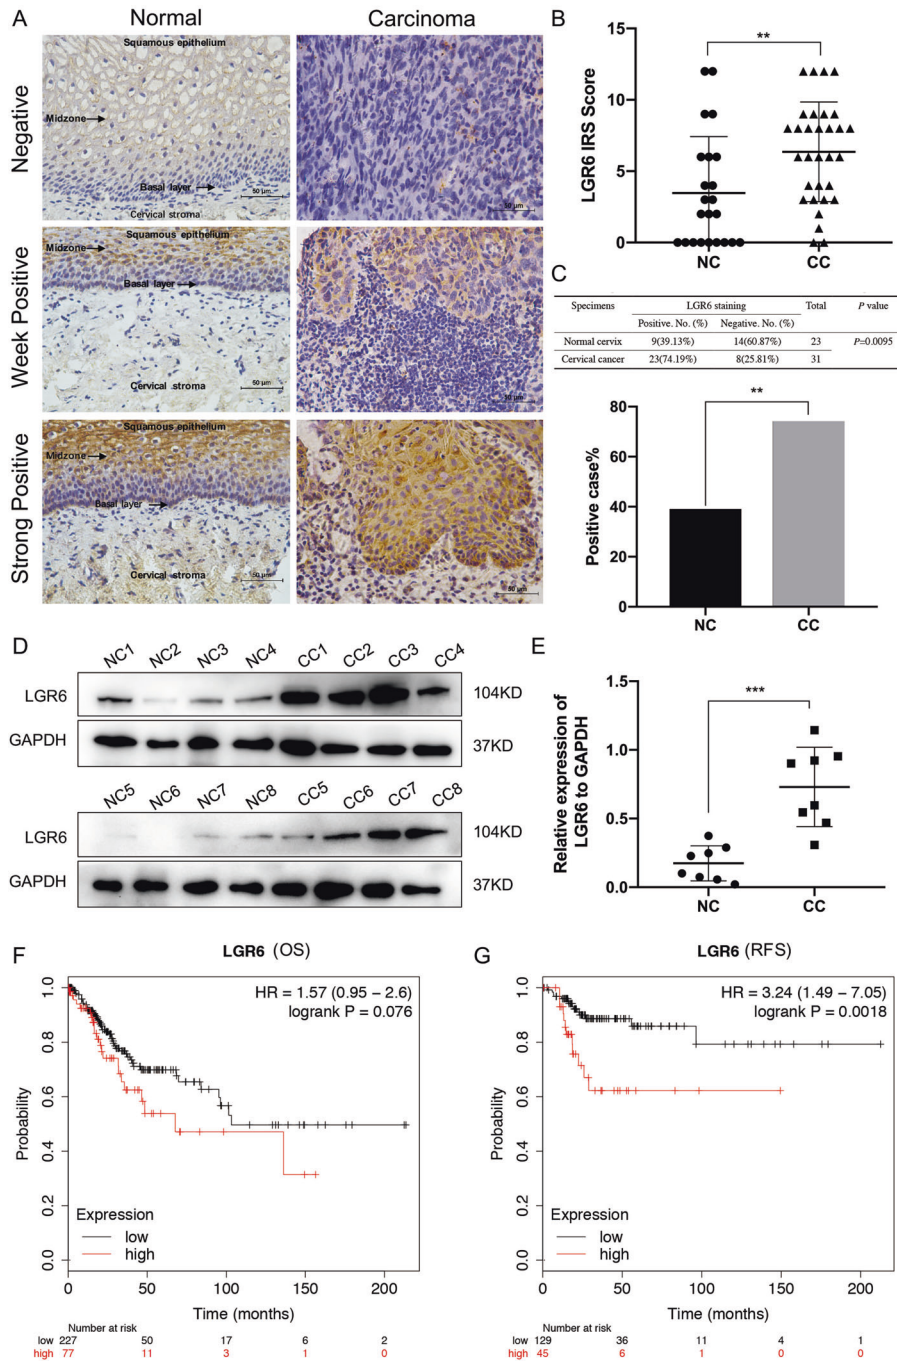 A
Normal
Carcinoma
Negative
Squamous epithelium
Midzone
Basal layer
50 μm
Cervical stroma
50 μm
Week Positive
Squamous epithelium
Midzone
Basal layer
Cervical stroma
50 μm
50 μm
Strong Positive
Squamous epithelium
Midzone
Basal layer
Cervical stroma
50 μm
50 μm
B
LGR6 IRS Score
15
10
5
0
**
NC
CC
C
Specimens LGR6 staining Total P value
Positive. No. (%) Negative. No. (%)
Normal cervix 9(39.13%) 14(60.87%) 23 P=0.0095
Cervical cancer 23(74.19%) 8(25.81%) 31
Positive case%
80
60
40
20
0
**
NC
CC
D
NC1 NC2 NC3 NC4 CC1 CC2 CC3 CC4
LGR6 104KD
GAPDH 37KD
NC5 NC6 NC7 NC8 CC5 CC6 CC7 CC8
LGR6 104KD
GAPDH 37KD
E
Relative expression of
LGR6 to GAPDH
1.5
1.0
0.5
0.0
***
NC
CC
F
LGR6 (OS)
HR = 1.57 (0.95 − 2.6)
logrank P = 0.076
Probability
1.0
0.8
0.6
0.4
0.2
0.0
Expression
low
high
0 50 100 150 200
Time (months)
Number at risk
low 227 50 17 6 2
high 77 11 3 1 0
G
LGR6 (RFS)
HR = 3.24 (1.49 − 7.05)
logrank P = 0.0018
Probability
1.0
0.8
0.6
0.4
0.2
0.0
Expression
low
high
0 50 100 150 200
Time (months)
Number at risk
low 129 36 11 4 1
high 45 6 1 0 0